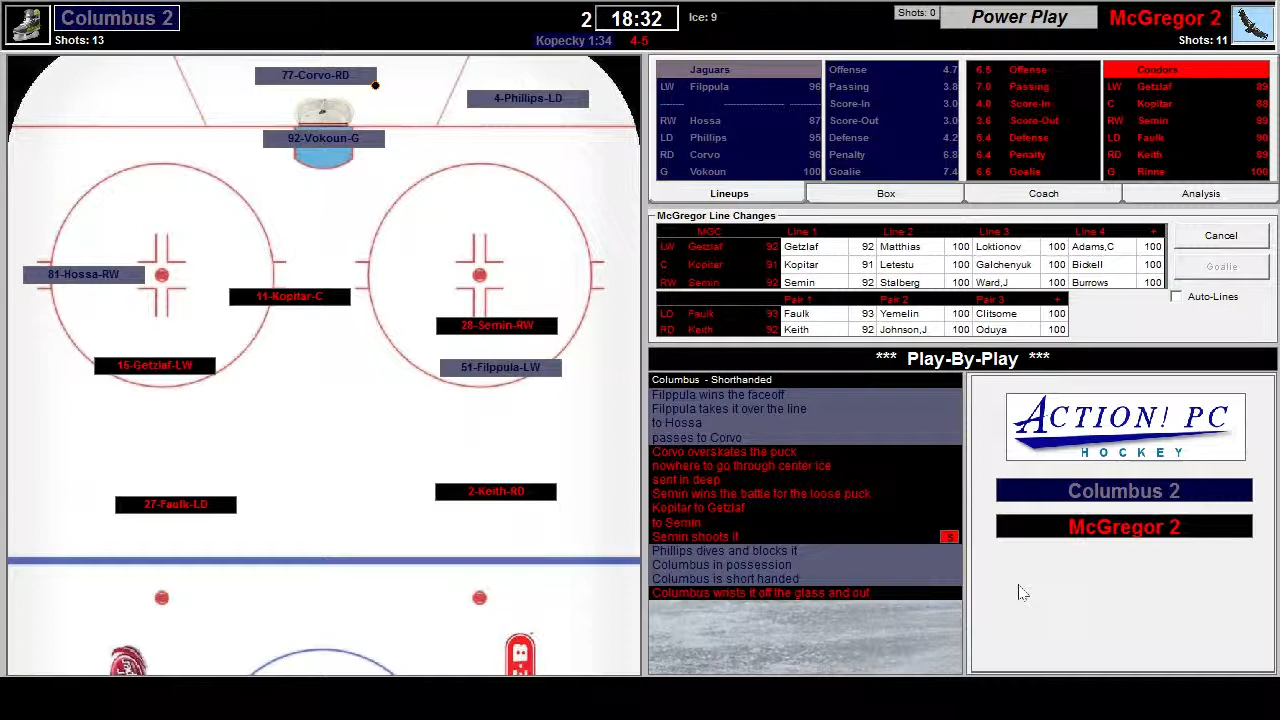 Columbus 2
Shots: 13
2 18:32 Ice: 9
Kopecky 1:34 4-5
Shots: 0 Power Play McGregor 2
Shots: 11
77-Corvo-RD
4-Phillips-LD
92-Vokoun-G
81-Hossa-RW
11-Kopitar-C
28-Semin-RW
15-Getzlaf-LW
51-Filppula-LW
2-Keith-RD
27-Faulk-LD
Jaguars Offense 4.7 6.5 Offense Condors
LW Filppula 96 Passing 3.8 7.0 Passing LW Getzlaf 89
-------- -------------------- -------- Score-In 3.0 4.0 Score-In C Kopitar 88
RW Hossa 87 Score-Out 3.0 3.6 Score-Out RW Semin 89
LD Phillips 95 Defense 4.2 5.4 Defense LD Faulk 90
RD Corvo 96 Penalty 6.8 6.4 Penalty RD Keith 89
G Vokoun 100 Goalie 7.4 6.6 Goalie G Rinne 100
Lineups Box Coach Analysis
McGregor Line Changes
MGC Line 1 Line 2 Line 3 Line 4 +
LW Getzlaf 92 Getzlaf 92 Matthias 100 Loktionov 100 Adams,C 100
C Kopitar 91 Kopitar 91 Letestu 100 Galchenyuk 100 Bickell 100
RW Semin 92 Semin 92 Stalberg 100 Ward,J 100 Burrows 100
Pair 1 Pair 2 Pair 3 +
LD Faulk 93 Faulk 93 Yemelin 100 Clitsome 100
RD Keith 92 Keith 92 Johnson,J 100 Oduya 100
Cancel
Goalie
Auto-Lines
*** Play-By-Play ***
Columbus - Shorthanded
Filppula wins the faceoff
Filppula takes it over the line
to Hossa
passes to Corvo
Corvo overskates the puck
nowhere to go through center ice
sent in deep
Semin wins the battle for the loose puck
Kopitar to Getzlaf
to Semin
Semin shoots it S
Phillips dives and blocks it
Columbus in possession
Columbus is short handed
Columbus wrists it off the glass and out
ACTION! PC
HOCKEY
Columbus 2
McGregor 2